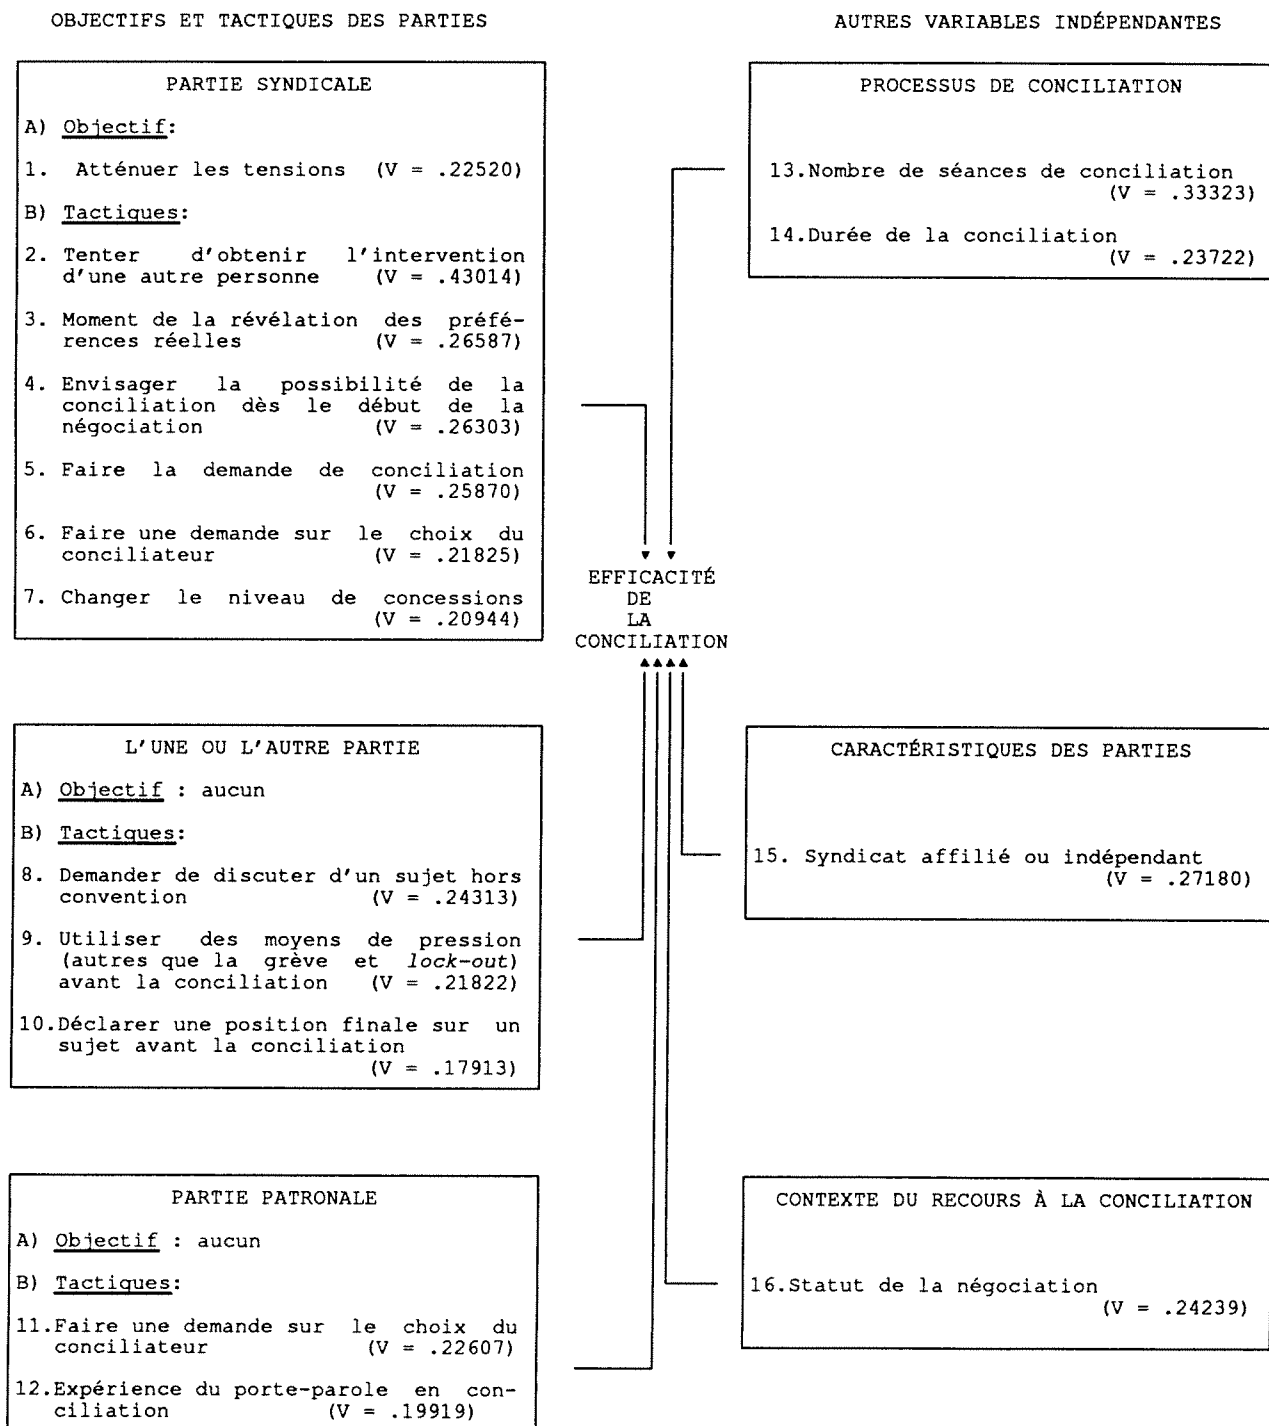 OBJECTIFS ET TACTIQUES DES PARTIES
PARTIE SYNDICALE
A) Objectif:
1. Atténuer les tensions (V = .22520)
B) Tactiques:
2. Tenter d'obtenir l'intervention
d'une autre personne (V = .43014)
3. Moment de la révélation des préfé-
rences réelles (V = .26587)
4. Envisager la possibilité de la
conciliation dès le début de la
négociation (V = .26303)
5. Faire la demande de conciliation
(V = .25870)
6. Faire une demande sur le choix du
conciliateur (V = .21825)
7. Changer le niveau de concessions
(V = .20944)
L'UNE OU L'AUTRE PARTIE
A) Objectif : aucun
B) Tactiques:
8. Demander de discuter d'un sujet hors
convention (V = .24313)
9. Utiliser des moyens de pression
(autres que la grève et lock-out)
avant la conciliation (V = .21822)
10.Déclarer une position finale sur un
sujet avant la conciliation
(V = .17913)
PARTIE PATRONALE
A) Objectif : aucun
B) Tactiques:
11.Faire une demande sur le choix du
conciliateur (V = .22607)
12.Expérience du porte-parole en con-
ciliation (V = .19919)
EFFICACITÉ
DE
LA
CONCILIATION
AUTRES VARIABLES INDÉPENDANTES
PROCESSUS DE CONCILIATION
13.Nombre de séances de conciliation
(V = .33323)
14.Durée de la conciliation
(V = .23722)
CARACTÉRISTIQUES DES PARTIES
15. Syndicat affilié ou indépendant
(V = .27180)
CONTEXTE DU RECOURS À LA CONCILIATION
16.Statut de la négociation
(V = .24239)